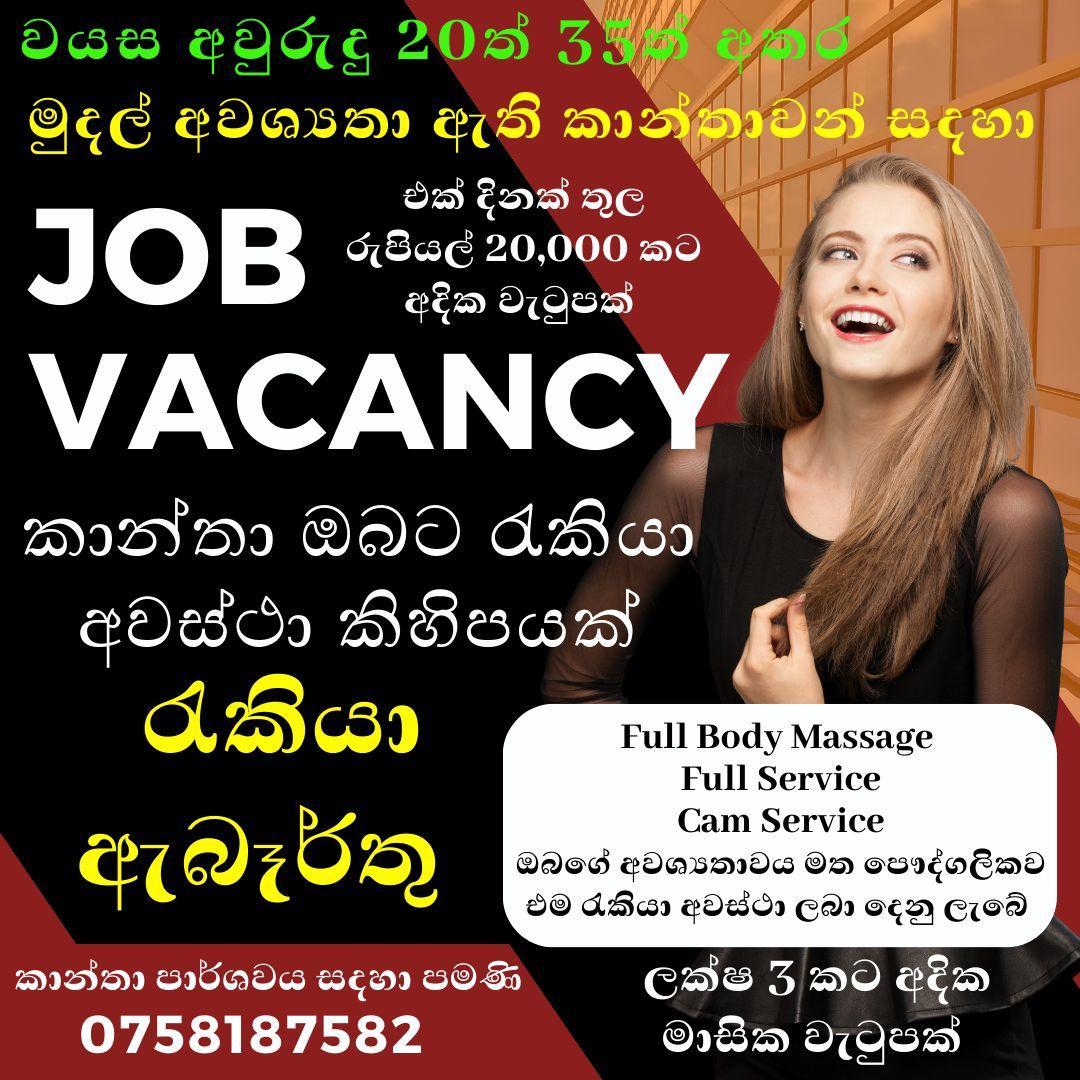 වයස අවුරුදු 20ත් 35ත් අතර
මුදල් අවශ්‍යතා ඇති කාන්තාවන් සදහා
එක් දිනක් තුල
රුපියල් 20,000 කට
අදික වැටුපක්
JOB
VACANCY
කාන්තා ඔබට රැකියා
අවස්ථා කිහිපයක්
රැකියා
ඇබෑර්තු
Full Body Massage
Full Service
Cam Service
ඔබගේ අවශ්‍යතාවය මත පෞද්ගලිකව
එම රැකියා අවස්ථා ලබා දෙනු ලැබේ
කාන්තා පාර්ශවය සදහා පමණි
0758187582
ලක්ෂ 3 කට අදික
මාසික වැටුපක්